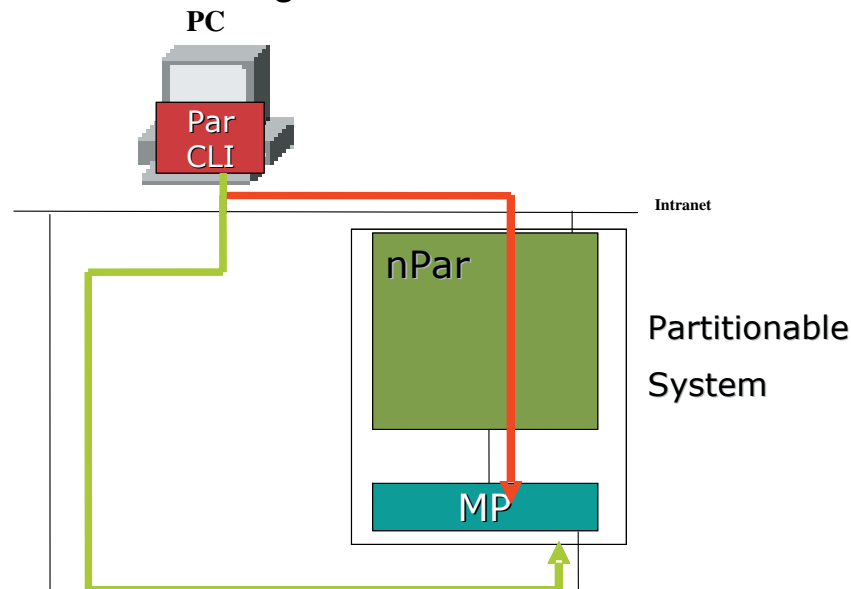 PC
Par
CLI
Intranet
nPar
Partitionable
System
MP